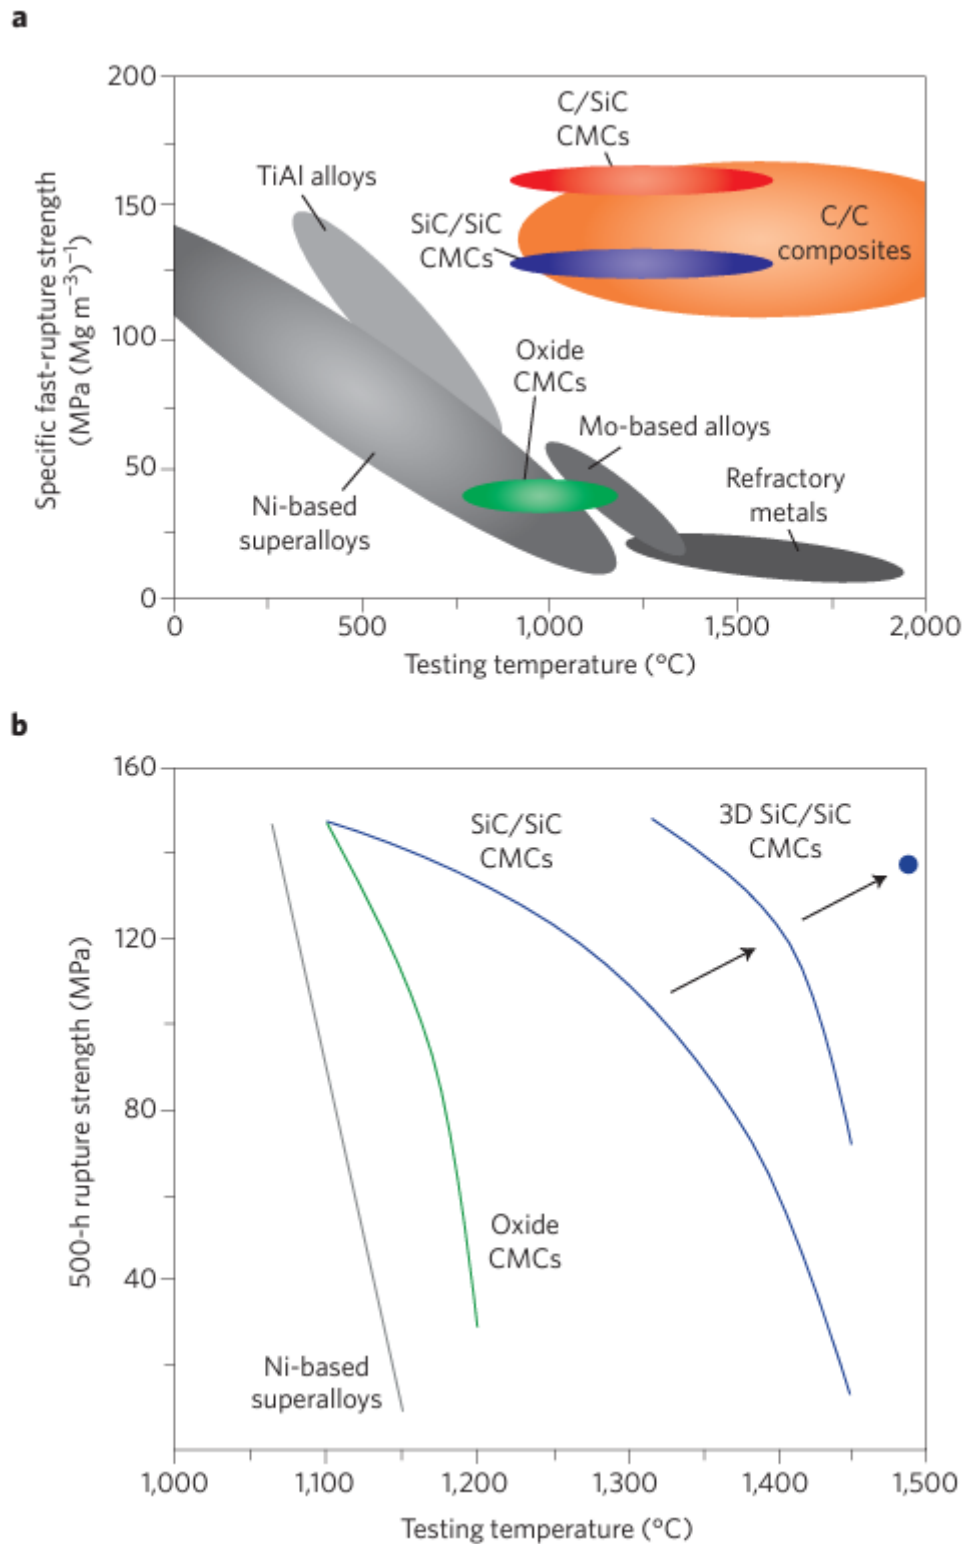 a
200
150
100
50
0
Specific fast-rupture strength
(MPa (Mg m⁻³)⁻¹)
C/SiC
CMCs
TiAl alloys
SiC/SiC
CMCs
C/C
composites
Oxide
CMCs
Mo-based alloys
Refractory
metals
Ni-based
superalloys
0
500
1,000
1,500
2,000
Testing temperature (°C)
b
160
120
80
40
500-h rupture strength (MPa)
SiC/SiC
CMCs
3D SiC/SiC
CMCs
Oxide
CMCs
Ni-based
superalloys
1,000
1,100
1,200
1,300
1,400
1,500
Testing temperature (°C)